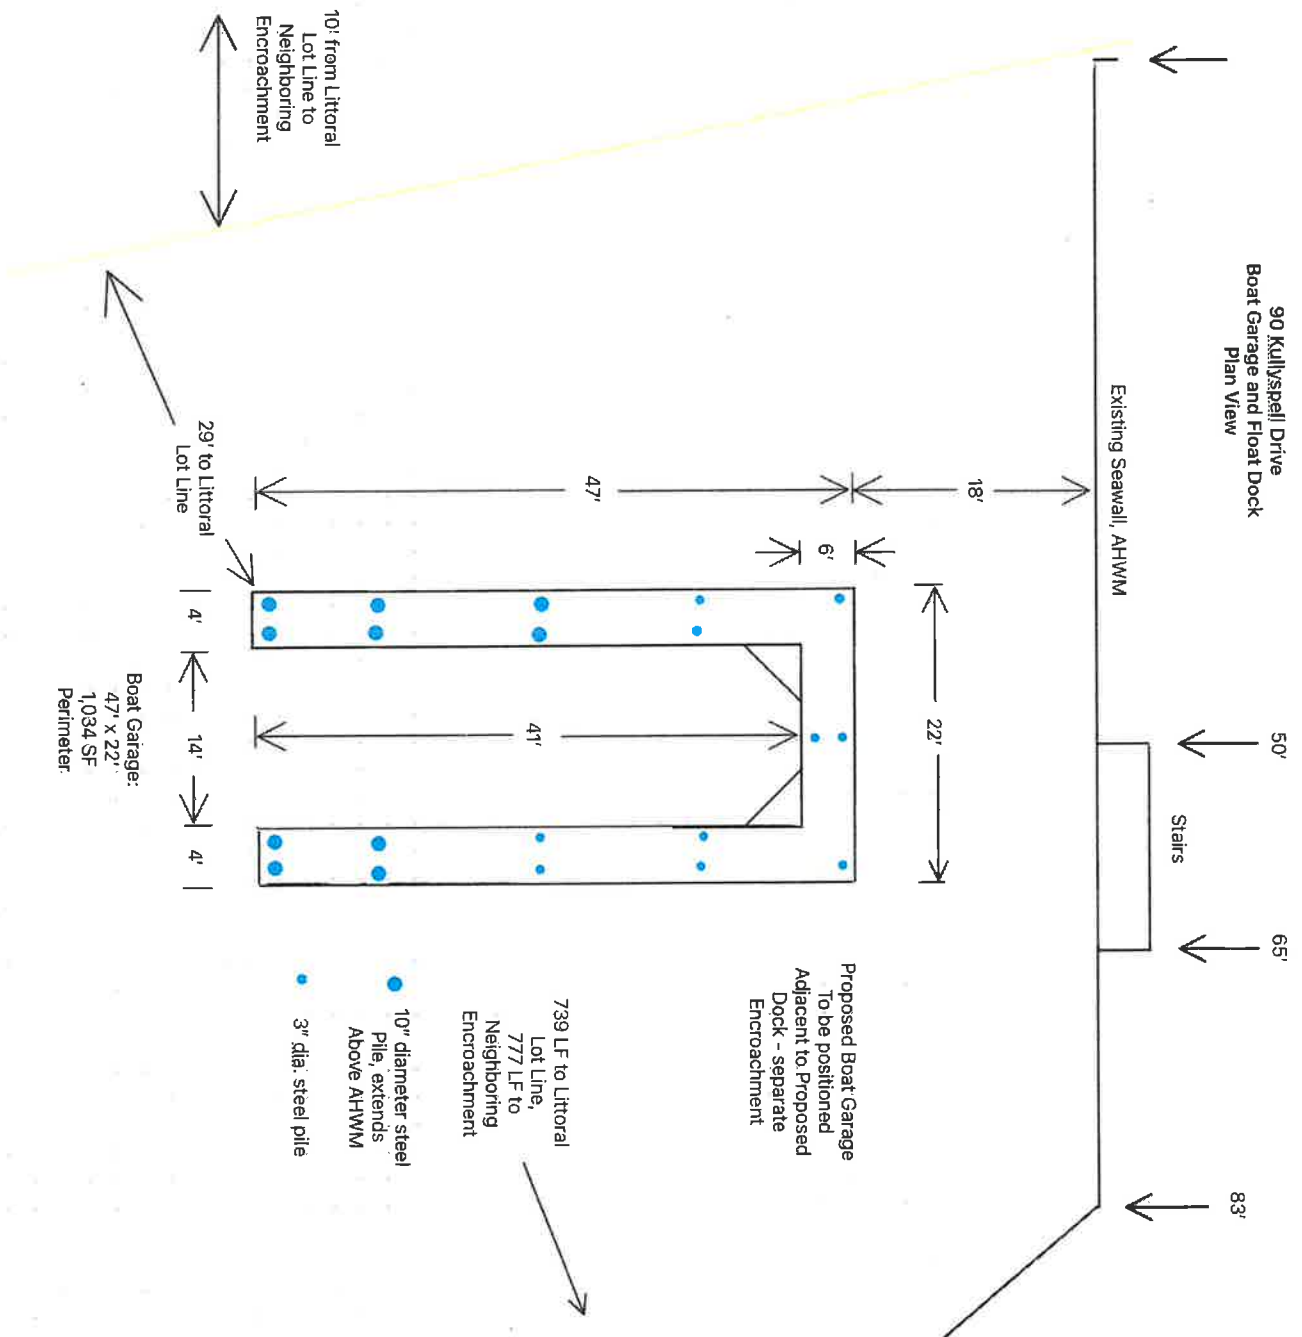 90 Kullyspell Drive
Boat Garage and Float Dock
Plan View
50'
65'
83'
Stairs
Existing Seawall, AHWM
18'
47'
6'
22'
41'
4'
14'
4'
10' from Littoral
Lot Line to
Neighboring
Encroachment
29' to Littoral
Lot Line
Boat Garage:
47' x 22'
1,034 SF
Perimeter.
Proposed Boat Garage
To be positioned
Adjacent to Proposed
Dock - separate
Encroachment
739 LF to Littoral
Lot Line,
777 LF to
Neighboring
Encroachment
10" diameter steel
Pile, extends
Above AHWM
3" dia. steel pile